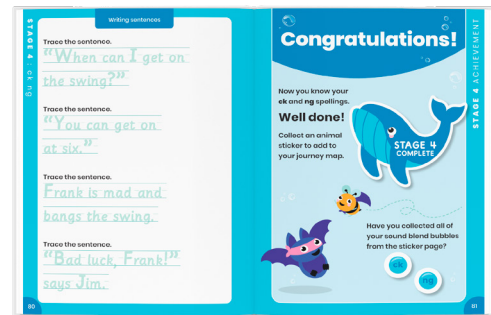 Writing sentences
STAGE 4 : ck ng
Trace the sentence.
“When can I get on
the swing?”
Trace the sentence.
“You can get on
at six.”
Trace the sentence.
Frank is mad and
bangs the swing.
Trace the sentence.
“Bad luck, Frank!”
says Jim.
80
Congratulations!
STAGE 4 ACHIEVEMENT
Now you know your
ck and ng spellings.
Well done!
Collect an animal
sticker to add to
your journey map.
STAGE 4
COMPLETE
Have you collected all of
your sound blend bubbles
from the sticker page?
ck
ng
81